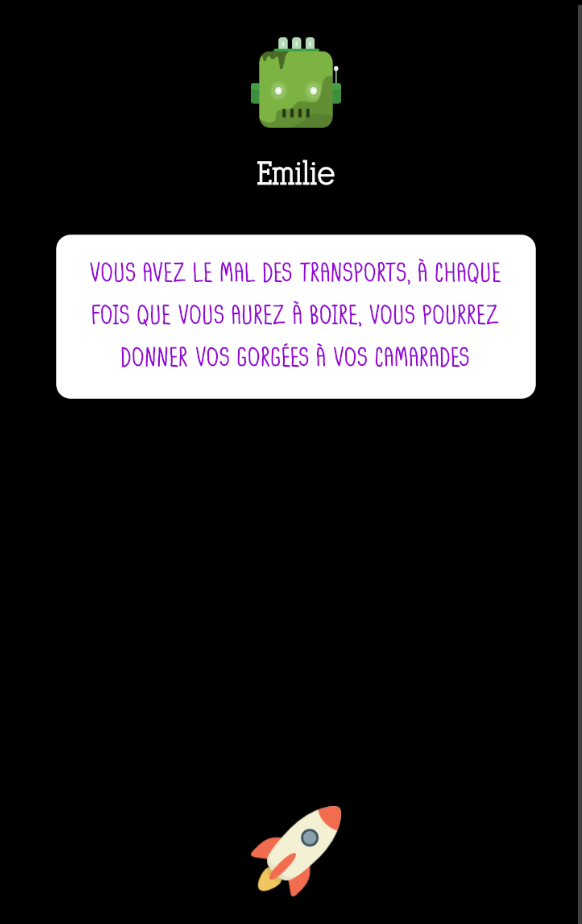 Emilie
VOUS AVEZ LE MAL DES TRANSPORTS, À CHAQUE
FOIS QUE VOUS AUREZ À BOIRE, VOUS POURREZ
DONNER VOS GORGÉES À VOS CAMARADES